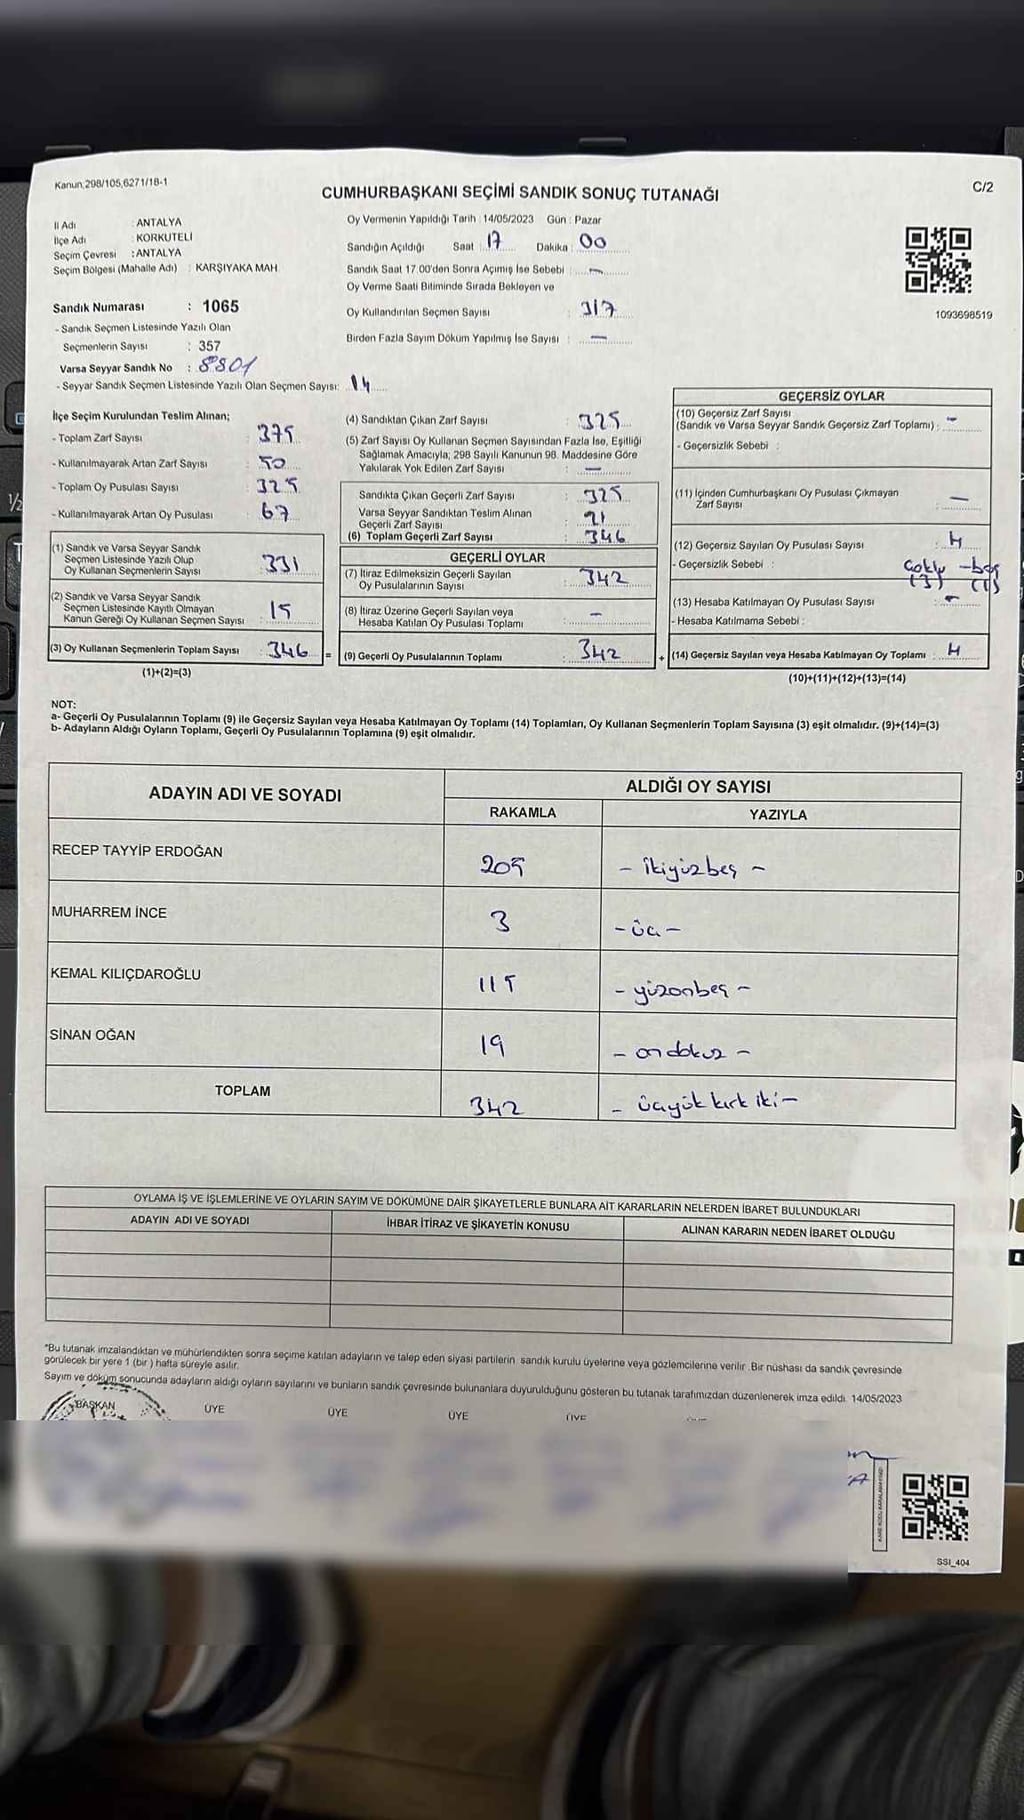 Kanun,298/105,6271/18-1
CUMHURBAŞKANI SEÇİMİ SANDIK SONUÇ TUTANAĞI
C/2
İl Adı : ANTALYA
İlçe Adı : KORKUTELİ
Seçim Çevresi : ANTALYA
Seçim Bölgesi (Mahalle Adı) : KARŞIYAKA MAH.
Sandık Numarası : 1065
- Sandık Seçmen Listesinde Yazılı Olan
Seçmenlerin Sayısı : 357
Varsa Seyyar Sandık No : 8801
- Seyyar Sandık Seçmen Listesinde Yazılı Olan Seçmen Sayısı: 14
Oy Vermenin Yapıldığı Tarih : 14/05/2023 Gün : Pazar
Sandığın Açıldığı Saat : 17 Dakika : 00
Sandık Saat 17.00'den Sonra Açımış İse Sebebi : —
Oy Verme Saati Bitiminde Sırada Bekleyen ve
Oy Kullandırılan Seçmen Sayısı : 317
Birden Fazla Sayım Döküm Yapılmış İse Sayısı : —
1093698519
İlçe Seçim Kurulundan Teslim Alınan;
- Toplam Zarf Sayısı : 375
- Kullanılmayarak Artan Zarf Sayısı : 50
- Toplam Oy Pusulası Sayısı : 325
- Kullanılmayarak Artan Oy Pusulası : 67
(1) Sandık ve Varsa Seyyar Sandık
Seçmen Listesinde Yazılı Olup
Oy Kullanan Seçmenlerin Sayısı : 331
(2) Sandık ve Varsa Seyyar Sandık
Seçmen Listesinde Kayıtlı Olmayan
Kanun Gereği Oy Kullanan Seçmen Sayısı : 15
(3) Oy Kullanan Seçmenlerin Toplam Sayısı : 346 =
(1)+(2)=(3)
(4) Sandıktan Çıkan Zarf Sayısı : 325
(5) Zarf Sayısı Oy Kullanan Seçmen Sayısından Fazla İse, Eşitliği
Sağlamak Amacıyla; 298 Sayılı Kanunun 98. Maddesine Göre
Yakılarak Yok Edilen Zarf Sayısı : —
Sandıkta Çıkan Geçerli Zarf Sayısı : 325
Varsa Seyyar Sandıktan Teslim Alınan
Geçerli Zarf Sayısı : 21
(6) Toplam Geçerli Zarf Sayısı : 346
GEÇERLİ OYLAR
(7) İtiraz Edilmeksizin Geçerli Sayılan
Oy Pusulalarının Sayısı : 342
(8) İtiraz Üzerine Geçerli Sayılan veya
Hesaba Katılan Oy Pusulası Toplamı : —
(9) Geçerli Oy Pusulalarının Toplamı : 342 +
GEÇERSİZ OYLAR
(10) Geçersiz Zarf Sayısı
(Sandık ve Varsa Seyyar Sandık Geçersiz Zarf Toplamı) : -
- Geçersizlik Sebebi :
(11) İçinden Cumhurbaşkanı Oy Pusulası Çıkmayan
Zarf Sayısı : —
(12) Geçersiz Sayılan Oy Pusulası Sayısı : 4
- Geçersizlik Sebebi : Çoklu - boş
(3) (1)
(13) Hesaba Katılmayan Oy Pusulası Sayısı : -
- Hesaba Katılmama Sebebi :
(14) Geçersiz Sayılan veya Hesaba Katılmayan Oy Toplamı : 4
(10)+(11)+(12)+(13)=(14)
NOT:
a- Geçerli Oy Pusulalarının Toplamı (9) ile Geçersiz Sayılan veya Hesaba Katılmayan Oy Toplamı (14) Toplamları, Oy Kullanan Seçmenlerin Toplam Sayısına (3) eşit olmalıdır. (9)+(14)=(3)
b- Adayların Aldığı Oyların Toplamı, Geçerli Oy Pusulalarının Toplamına (9) eşit olmalıdır.
ADAYIN ADI VE SOYADI
ALDIĞI OY SAYISI
RAKAMLA YAZIYLA
RECEP TAYYİP ERDOĞAN 205 - ikiyüzbeş -
MUHARREM İNCE 3 - üç -
KEMAL KILIÇDAROĞLU 115 - yüzonbeş -
SİNAN OĞAN 19 - ondokuz -
TOPLAM 342 - üçyük kırk iki -
OYLAMA İŞ VE İŞLEMLERİNE VE OYLARIN SAYIM VE DÖKÜMÜNE DAİR ŞİKAYETLERLE BUNLARA AİT KARARLARIN NELERDEN İBARET BULUNDUKLARI
ADAYIN ADI VE SOYADI İHBAR İTİRAZ VE ŞİKAYETİN KONUSU ALINAN KARARIN NEDEN İBARET OLDUĞU
*Bu tutanak imzalandıktan ve mühürlendikten sonra seçime katılan adayların ve talep eden siyasi partilerin sandık kurulu üyelerine veya gözlemcilerine verilir. Bir nüshası da sandık çevresinde
görülecek bir yere 1 (bir ) hafta süreyle asılır.
Sayım ve döküm sonucunda adayların aldığı oyların sayılarını ve bunların sandık çevresinde bulunanlara duyurulduğunu gösteren bu tutanak tarafımızdan düzenlenerek imza edildi. 14/05/2023
BAŞKAN ÜYE ÜYE ÜYE ÜYE
SSI_404